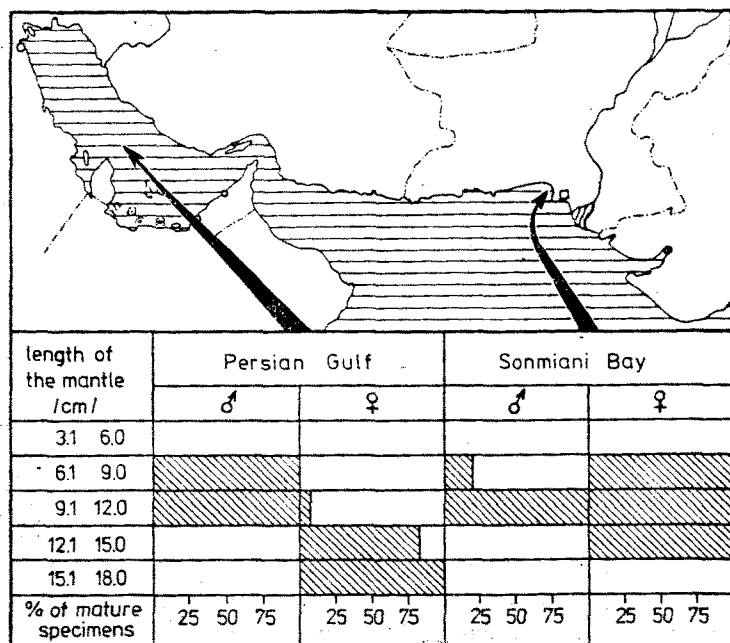 length of
the mantle
/cm/
Persian Gulf
Sonmiani Bay
♂ ♀ ♂ ♀
3.1 6.0
6.1 9.0
9.1 12.0
12.1 15.0
15.1 18.0
% of mature
specimens
25 50 75 25 50 75 25 50 75 25 50 75